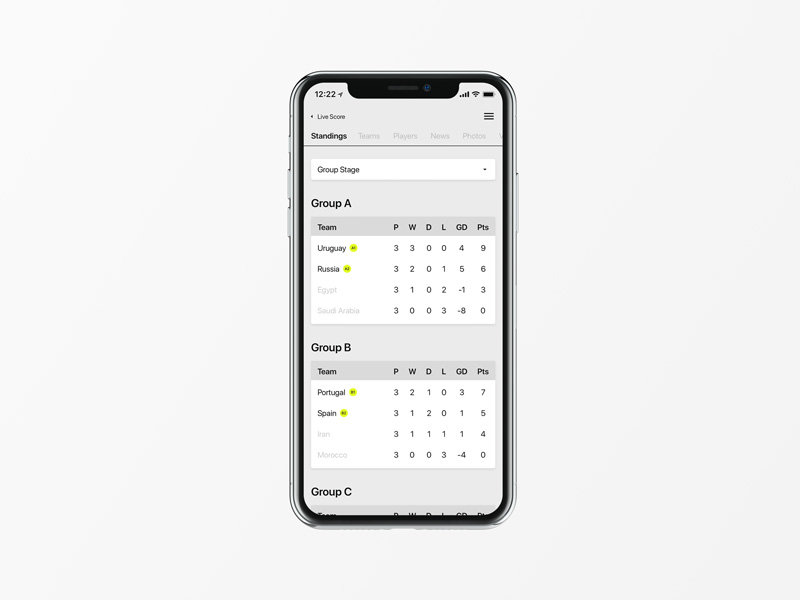 12:22
Live Score
Standings Teams Players News Photos
Group Stage
Group A
Team P W D L GD Pts
Uruguay A1 3 3 0 0 4 9
Russia A2 3 2 0 1 5 6
Egypt 3 1 0 2 -1 3
Saudi Arabia 3 0 0 3 -8 0
Group B
Team P W D L GD Pts
Portugal B1 3 2 1 0 3 7
Spain B2 3 1 2 0 1 5
Iran 3 1 1 1 1 4
Morocco 3 0 0 3 -4 0
Group C
Team P W D L GD Pts